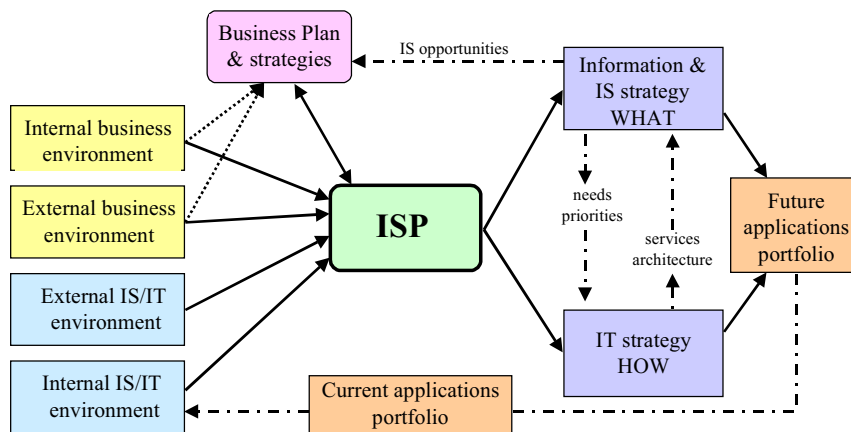 Business Plan
& strategies
IS opportunities
Information &
IS strategy
WHAT
Internal business
environment
External business
environment
ISP
needs
priorities
services
architecture
Future
applications
portfolio
External IS/IT
environment
IT strategy
HOW
Internal IS/IT
environment
Current applications
portfolio